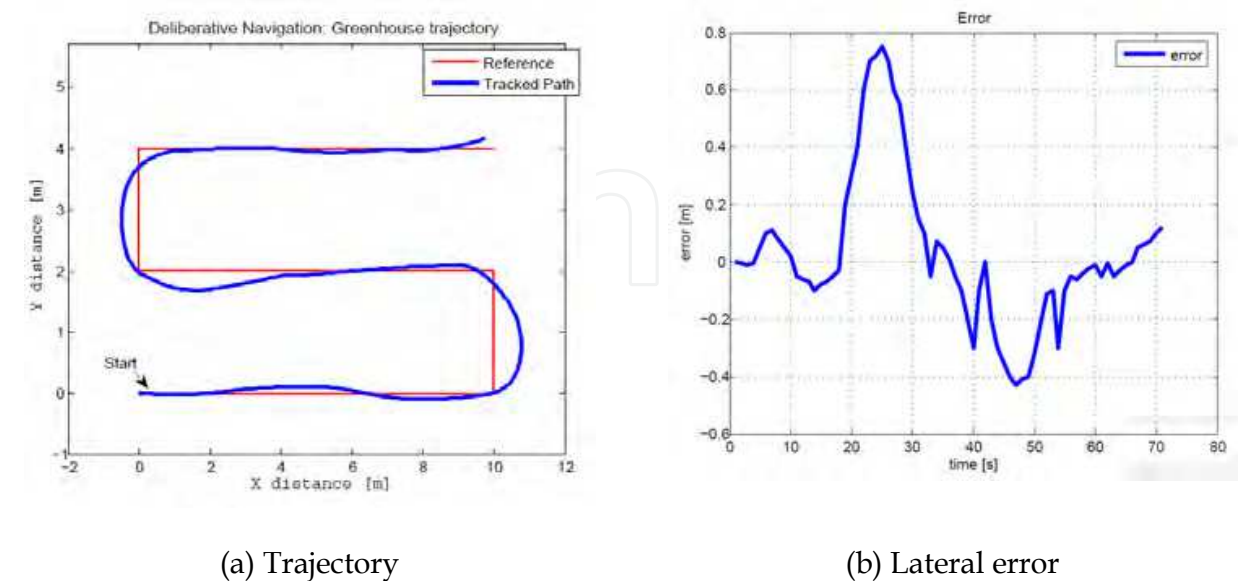 Deliberative Navigation: Greenhouse trajectory
Reference
Tracked Path
5
4
3
2
1
0
−1
Y distance [m]
Start
−2
0
2
4
6
8
10
12
X distance [m]
(a) Trajectory
Error
error
0.8
0.6
0.4
0.2
0
−0.2
−0.4
−0.6
error [m]
0
10
20
30
40
50
60
70
80
time [s]
(b) Lateral error